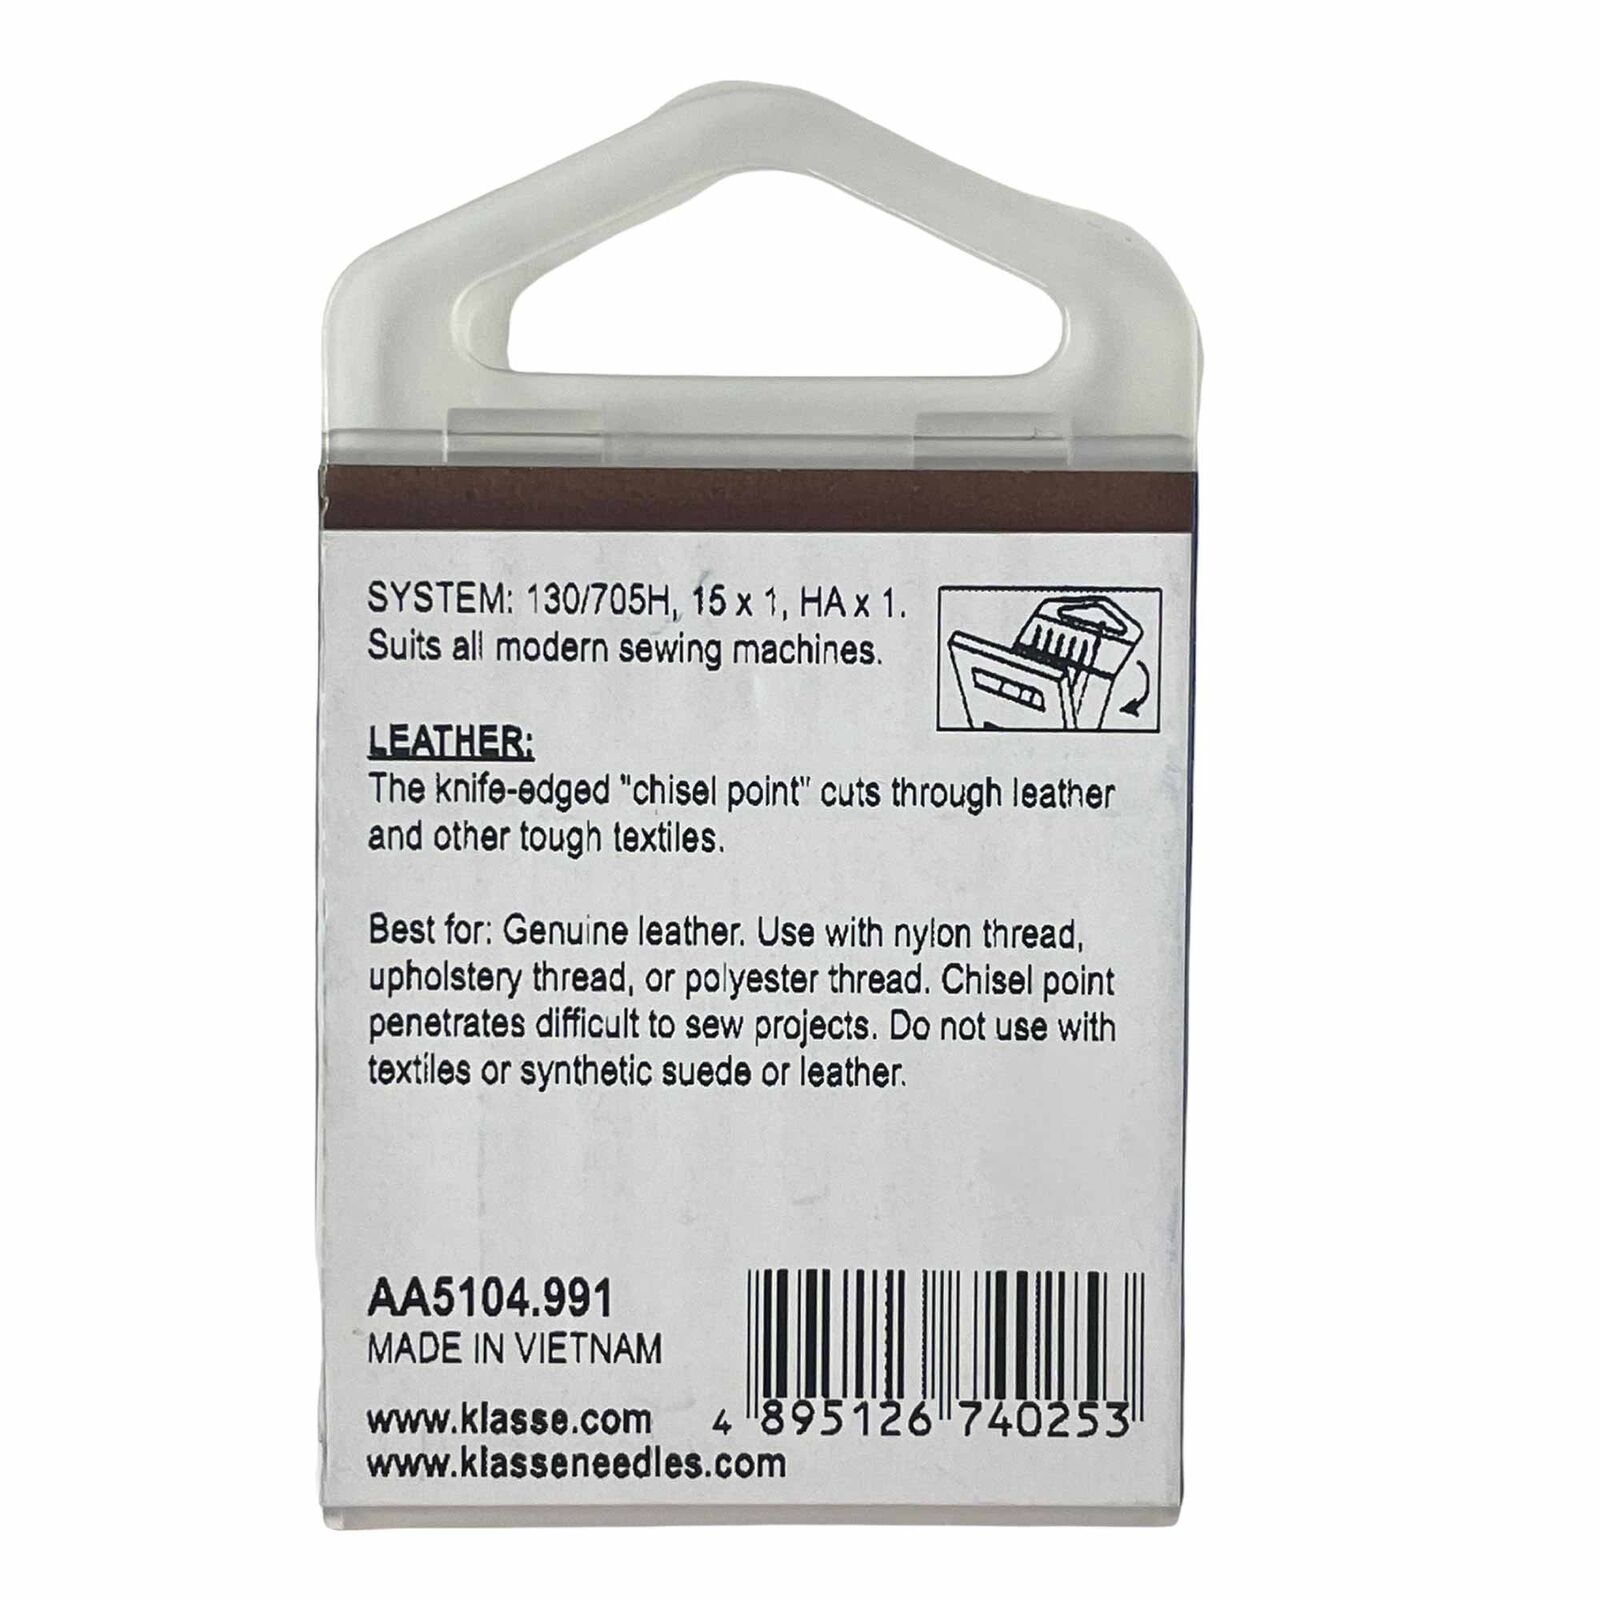 SYSTEM: 130/705H, 15 x 1, HA x 1.
Suits all modern sewing machines.
LEATHER:
The knife-edged "chisel point" cuts through leather
and other tough textiles.
Best for: Genuine leather. Use with nylon thread,
upholstery thread, or polyester thread. Chisel point
penetrates difficult to sew projects. Do not use with
textiles or synthetic suede or leather.
AA5104.991
MADE IN VIETNAM
www.klasse.com
www.klasseneedles.com
4 895126 740253